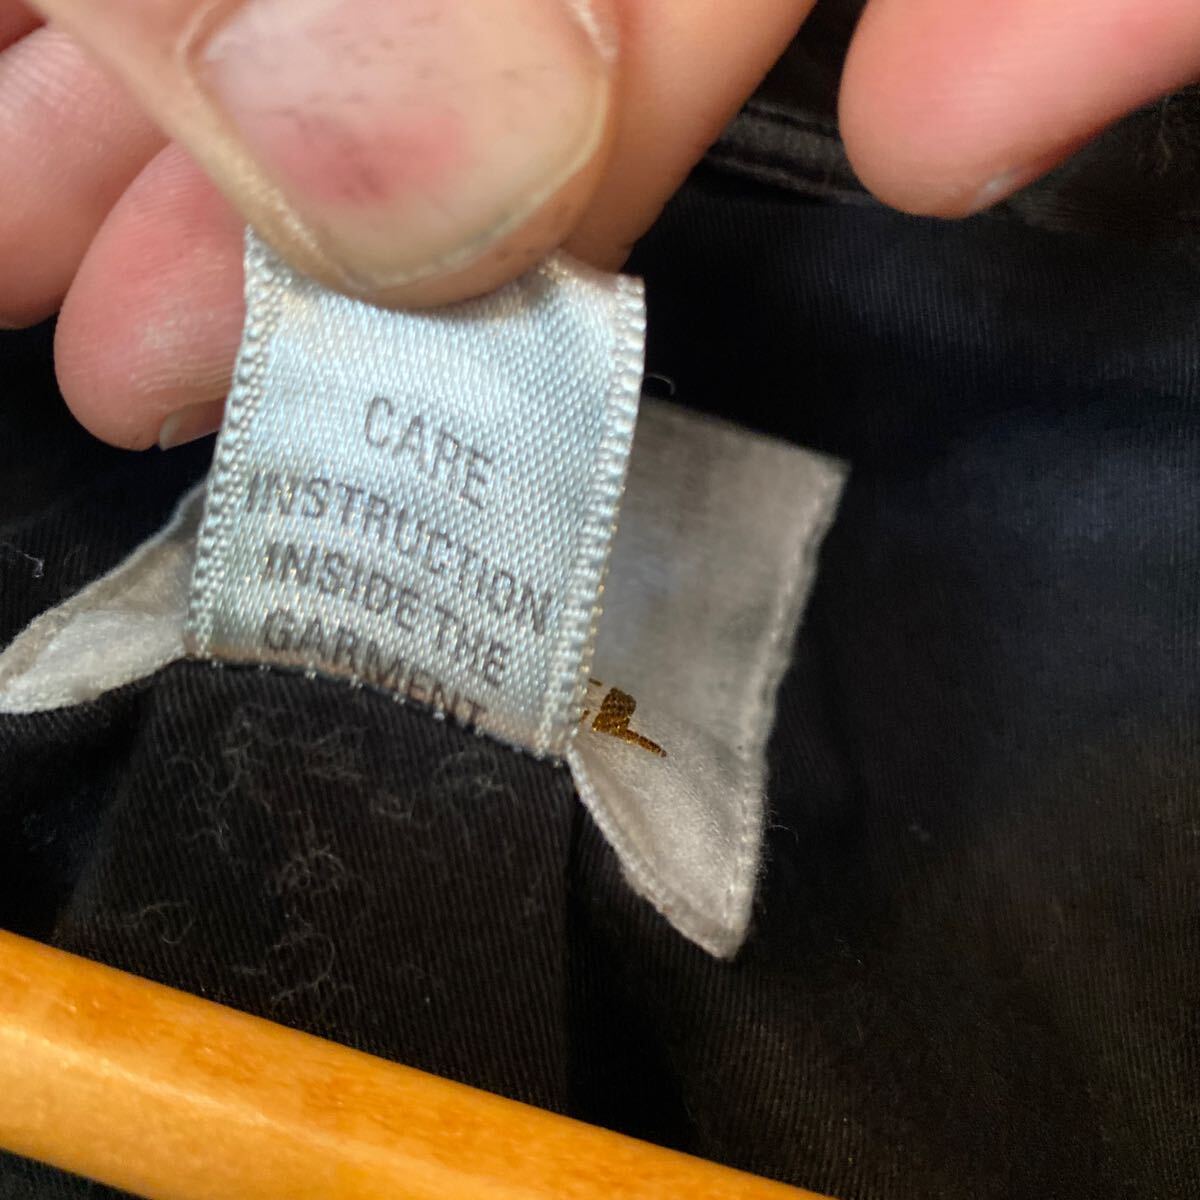 CARE
INSTRUCTION
INSIDE THE
GARMENT